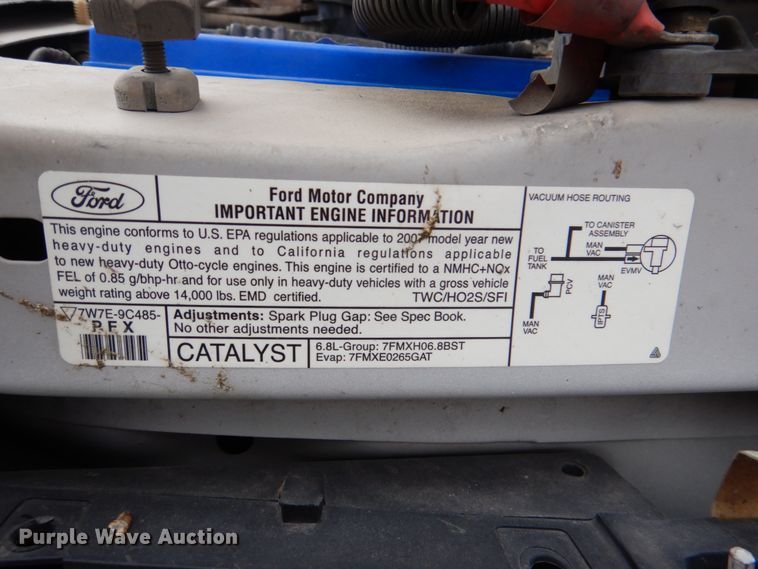 Ford
Ford Motor Company
IMPORTANT ENGINE INFORMATION
This engine conforms to U.S. EPA regulations applicable to 2007 model year new
heavy-duty engines and to California regulations applicable
to new heavy-duty Otto-cycle engines. This engine is certified to a NMHC+NOx
FEL of 0.85 g/bhp-hr and for use only in heavy-duty vehicles with a gross vehicle
weight rating above 14,000 lbs. EMD certified. TWC/HO2S/SFI
7W7E-9C485-
PFX
Adjustments: Spark Plug Gap: See Spec Book.
No other adjustments needed.
CATALYST
6.8L-Group: 7FMXH06.8BST
Evap: 7FMXE0265GAT
VACUUM HOSE ROUTING
TO CANISTER
ASSEMBLY
MAN
VAC
TO
FUEL
TANK
EVMV
PCV
MAN
VAC
IPTS
MAN
VAC
Purple Wave Auction